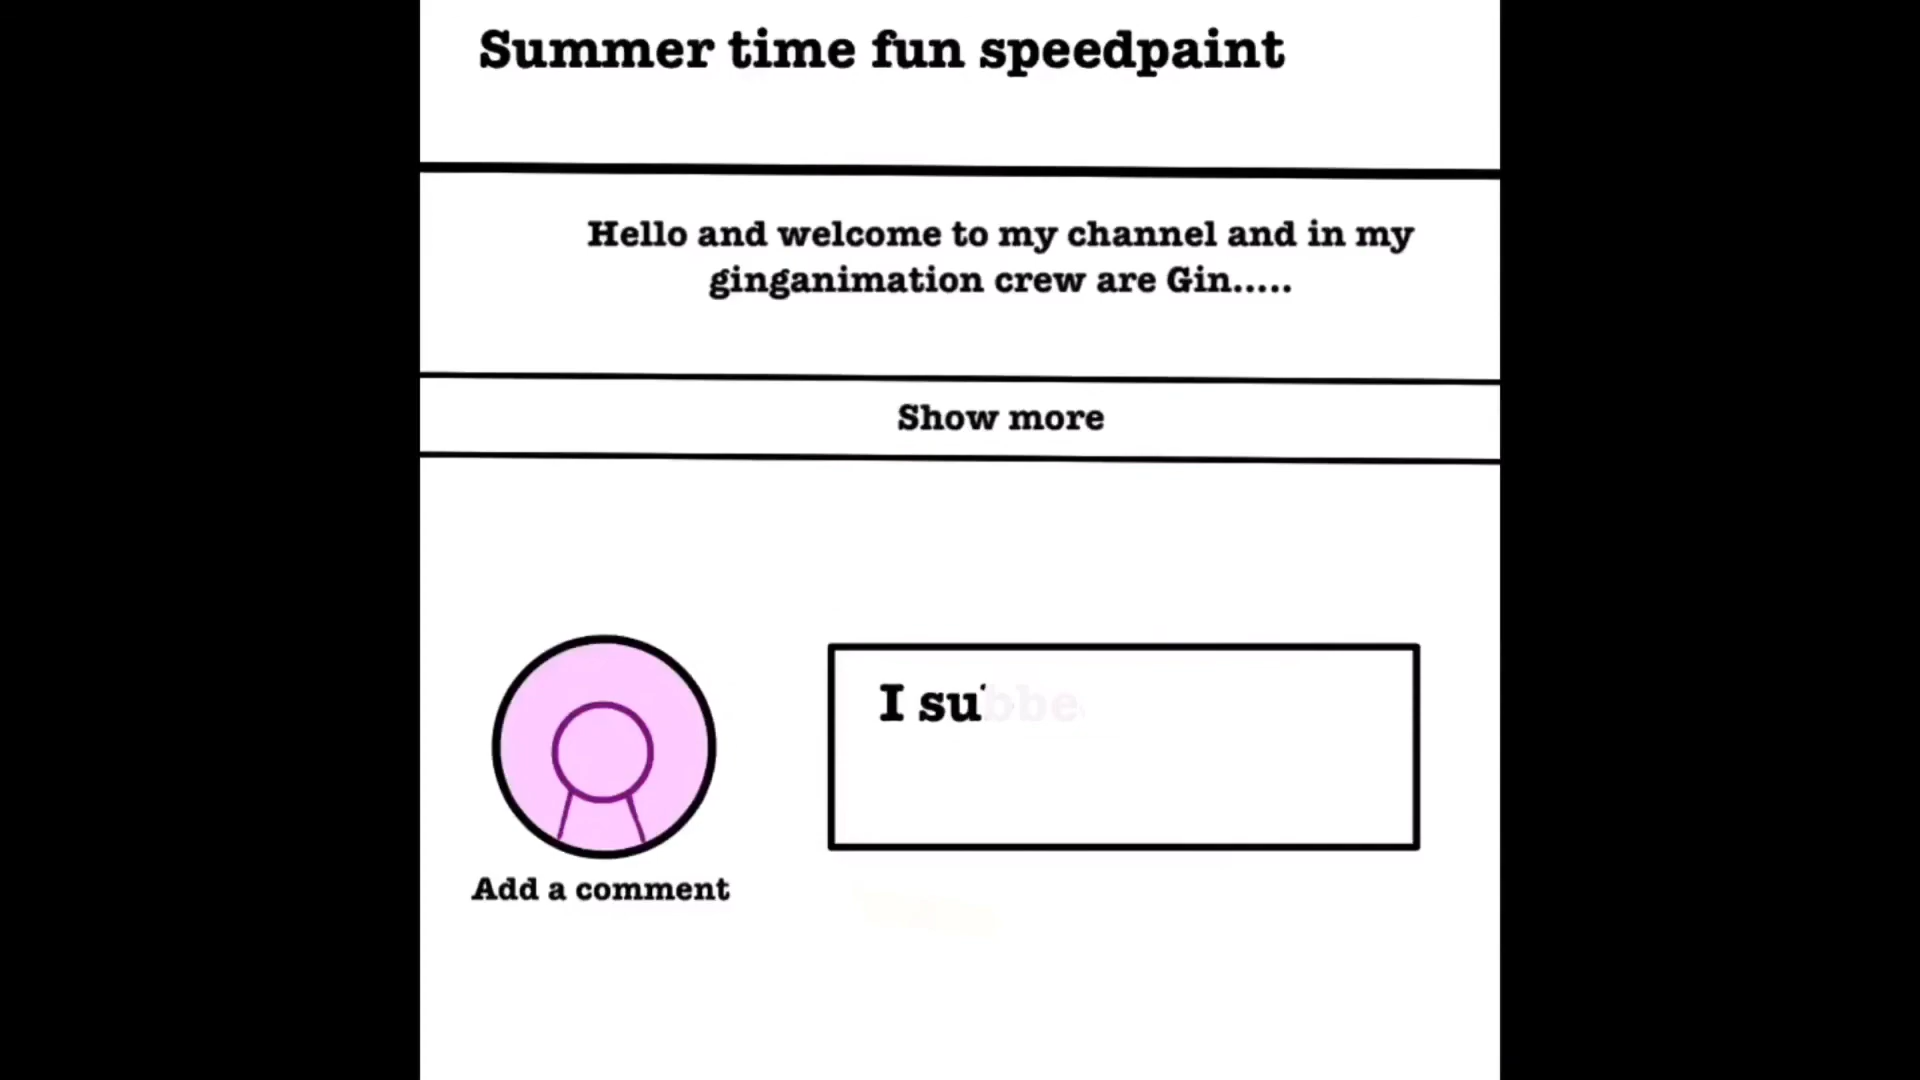 Summer time fun speedpaint
Hello and welcome to my channel and in my
ginganimation crew are Gin.....
Show more
I su
Add a comment